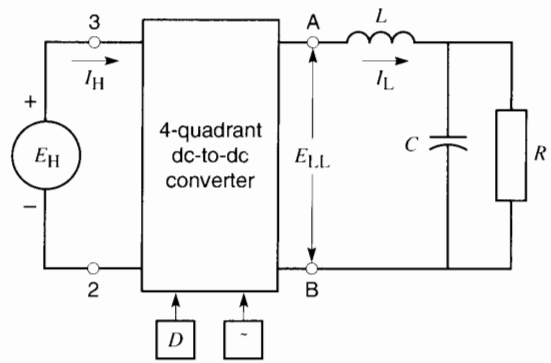 3
A
L
I_H
I_L
+
E_H
−
4-quadrant
dc-to-dc
converter
E_LL
C
R
2
B
D
~